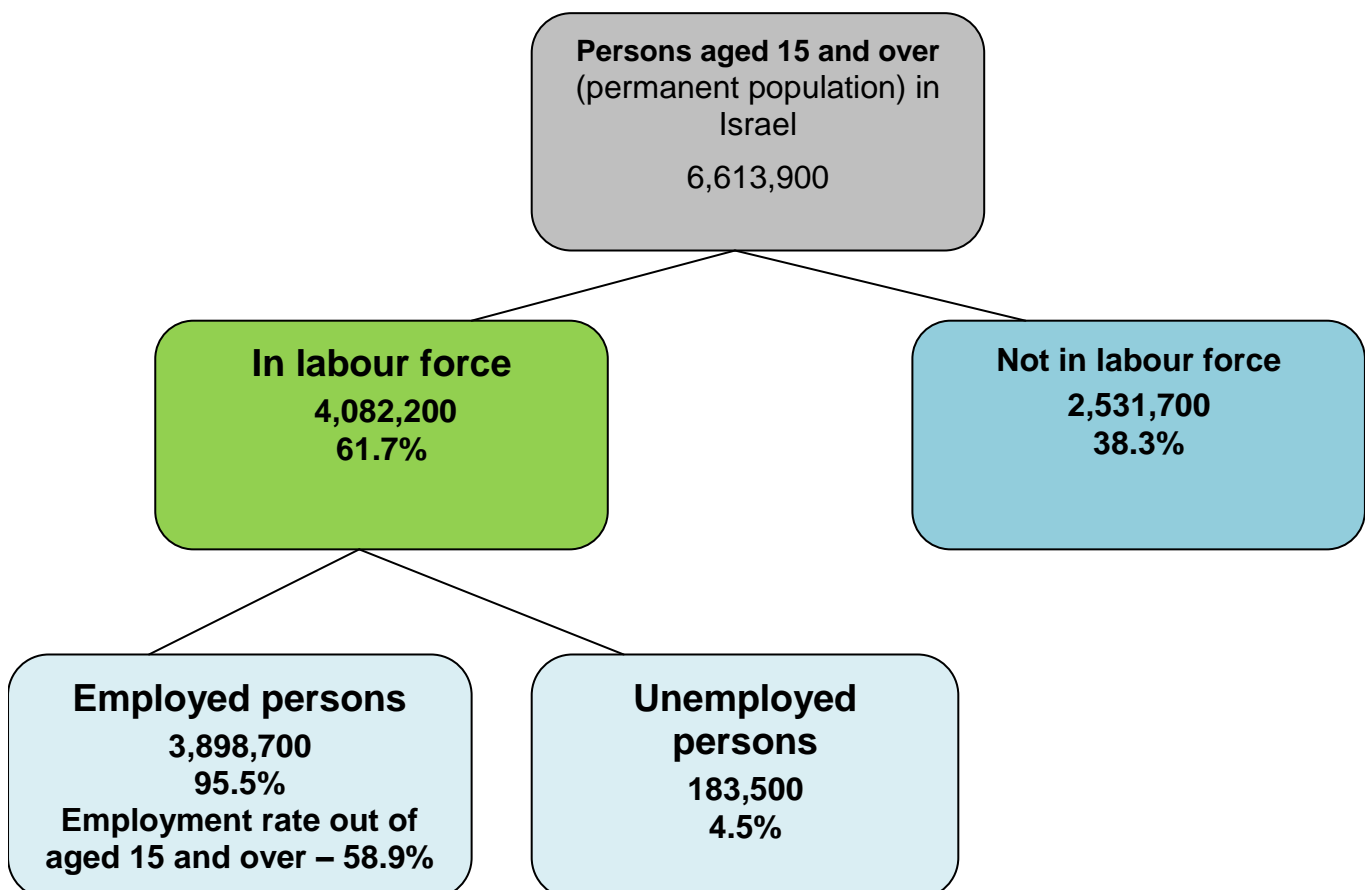 Persons aged 15 and over
(permanent population) in
Israel
6,613,900
In labour force
4,082,200
61.7%
Not in labour force
2,531,700
38.3%
Employed persons
3,898,700
95.5%
Employment rate out of
aged 15 and over – 58.9%
Unemployed
persons
183,500
4.5%